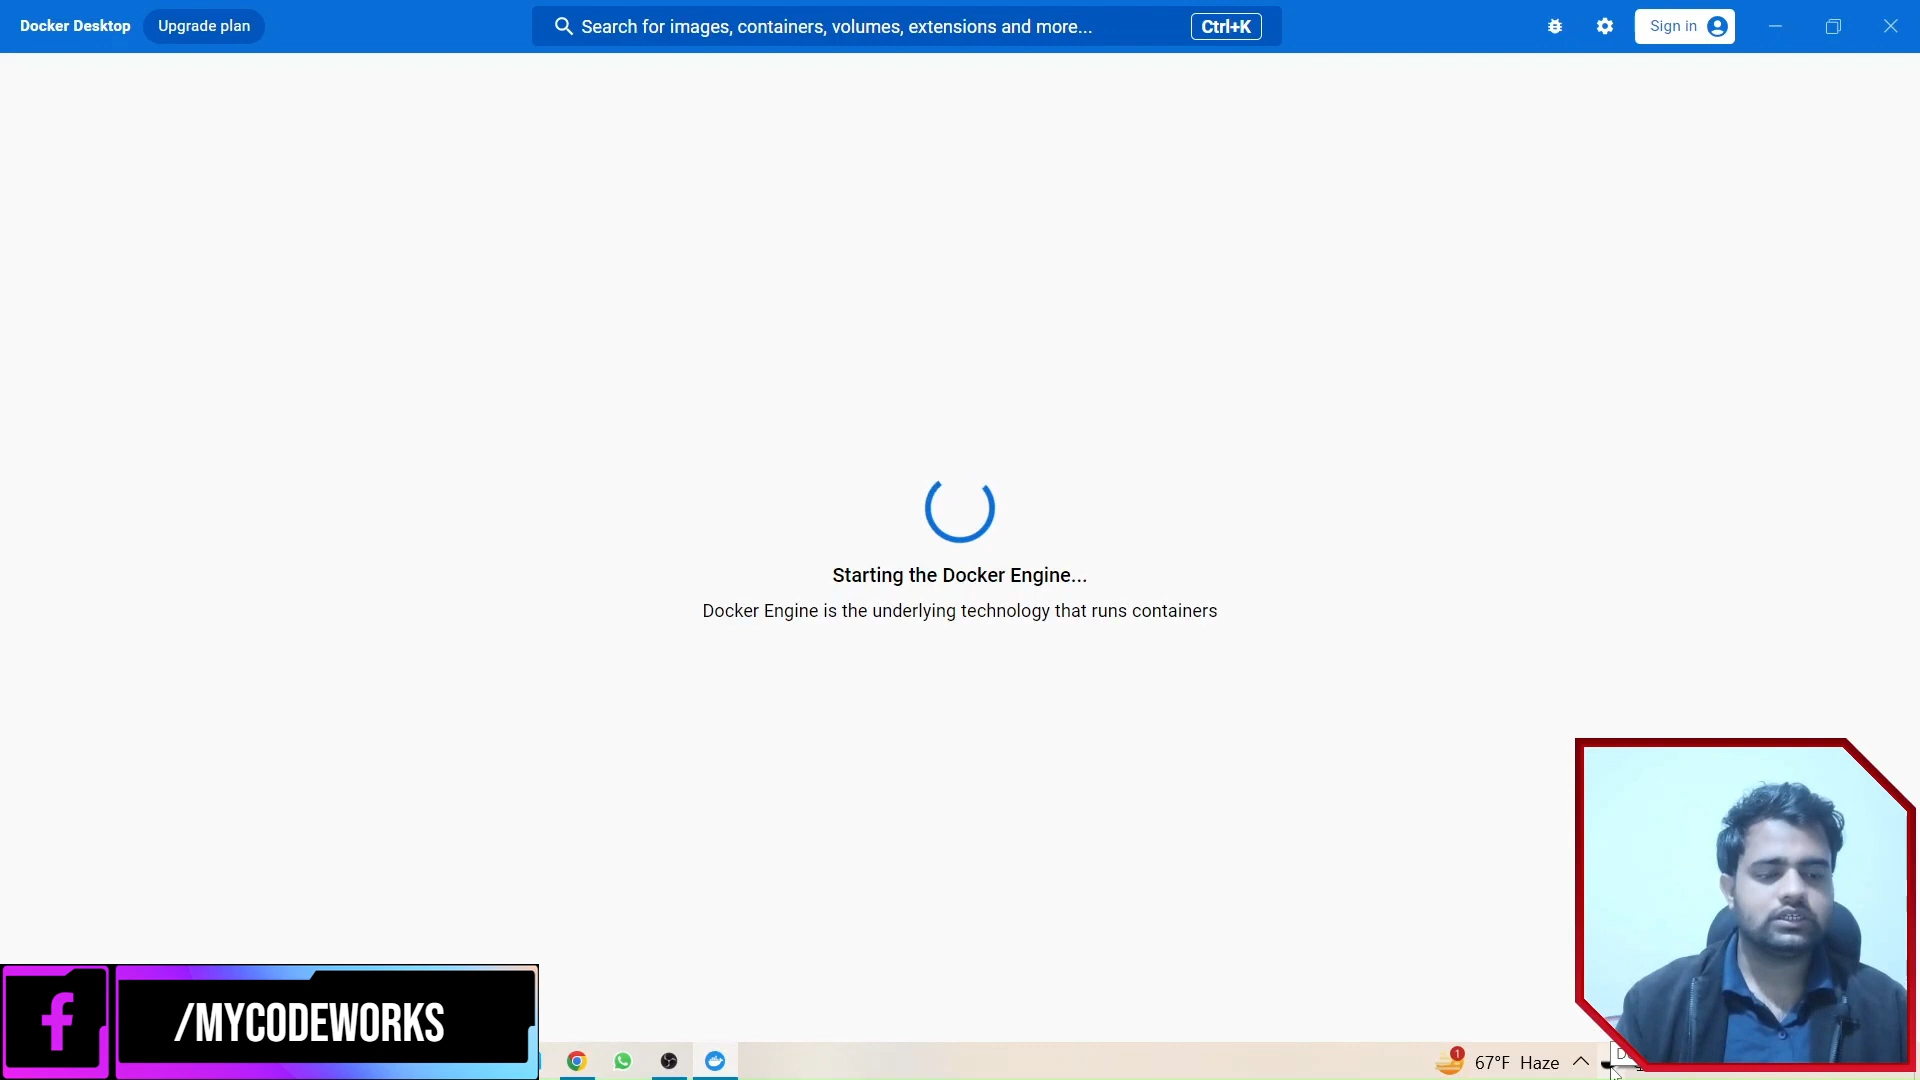 Docker Desktop Upgrade plan Search for images, containers, volumes, extensions and more... Ctrl+K Sign in
Starting the Docker Engine...
Docker Engine is the underlying technology that runs containers
/MYCODEWORKS
1 67°F Haze